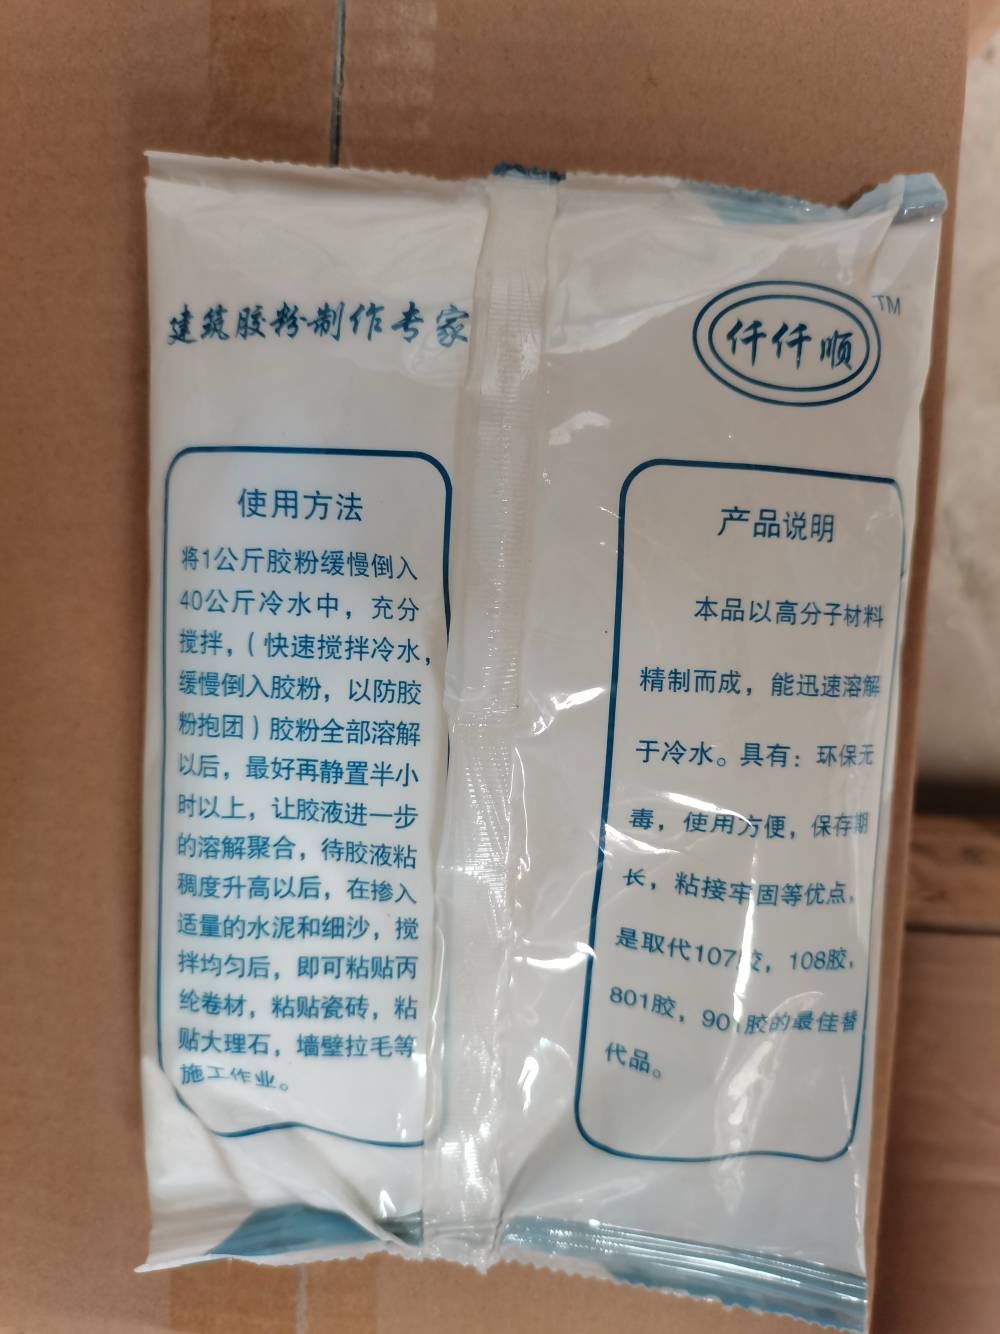 建筑胶粉制作专家
仟仟顺
TM
使用方法
将1公斤胶粉缓慢倒入
40公斤冷水中，充分
搅拌，（快速搅拌冷水，
缓慢倒入胶粉，以防胶
粉抱团）胶粉全部溶解
以后，最好再静置半小
时以上，让胶液进一步
的溶解聚合，待胶液粘
稠度升高以后，在掺入
适量的水泥和细沙，搅
拌均匀后，即可粘贴丙
纶卷材，粘贴瓷砖，粘
贴大理石，墙壁拉毛等
施工作业。
产品说明
本品以高分子材料
精制而成，能迅速溶解
于冷水。具有：环保无
毒，使用方便，保存期
长，粘接牢固等优点，
是取代107胶，108胶，
801胶，901胶的最佳替
代品。